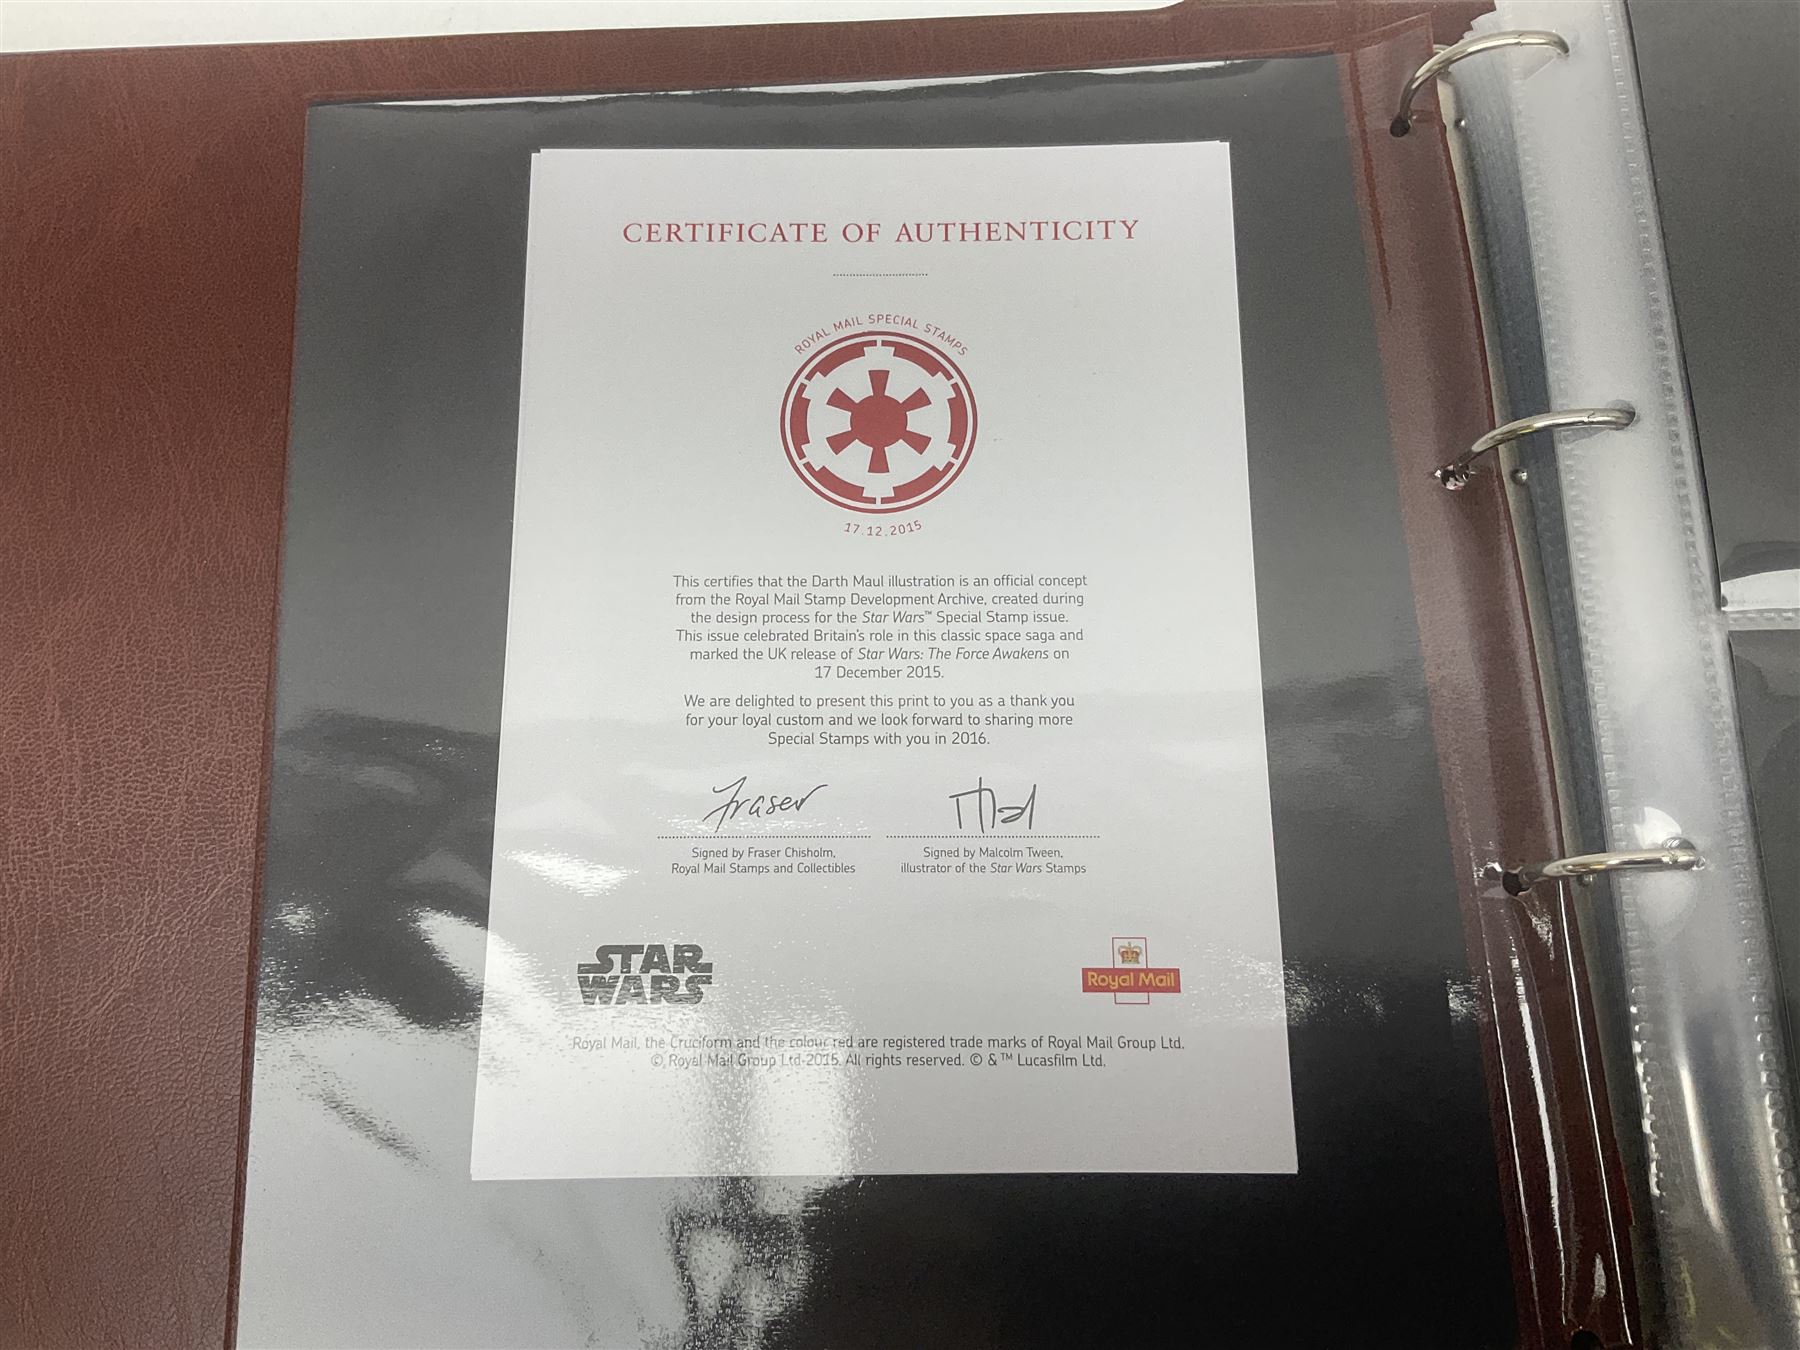 CERTIFICATE OF AUTHENTICITY
ROYAL MAIL SPECIAL STAMPS
17.12.2015
This certifies that the Darth Maul illustration is an official concept
from the Royal Mail Stamp Development Archive, created during
the design process for the Star Wars™ Special Stamp issue.
This issue celebrated Britain's role in this classic space saga and
marked the UK release of Star Wars: The Force Awakens on
17 December 2015.
We are delighted to present this print to you as a thank you
for your loyal custom and we look forward to sharing more
Special Stamps with you in 2016.
Fraser
Signed by Fraser Chisholm,
Royal Mail Stamps and Collectibles
Signed by Malcolm Tween,
illustrator of the Star Wars Stamps
STAR
WARS
Royal Mail
Royal Mail, the Cruciform and the colour red are registered trade marks of Royal Mail Group Ltd.
© Royal Mail Group Ltd 2015. All rights reserved. © & ™ Lucasfilm Ltd.